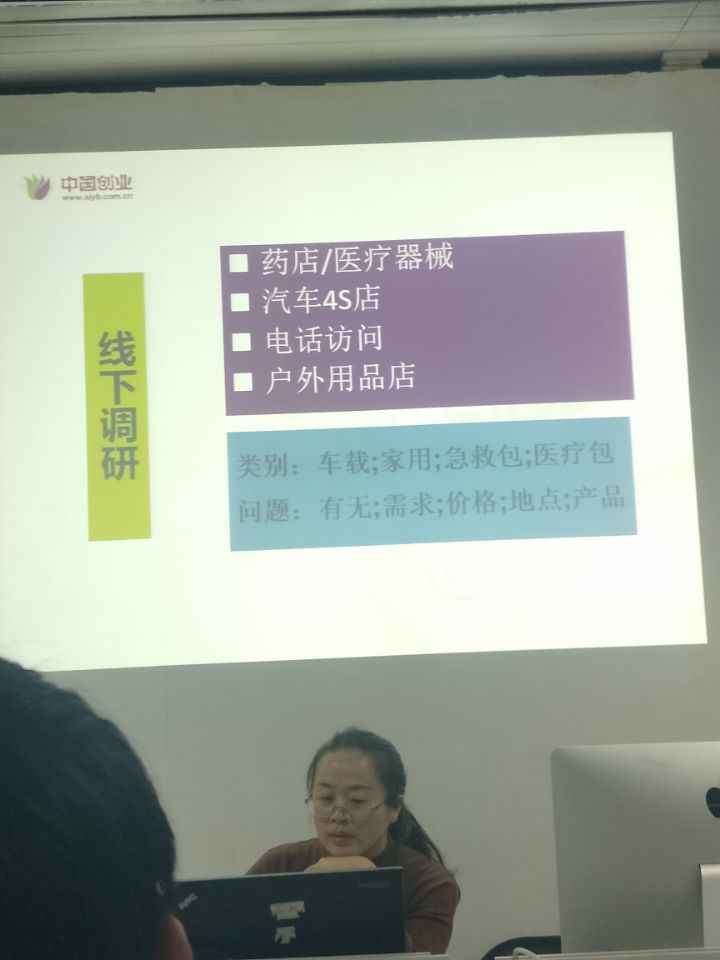 中国创业
www.siyb.com.cn
线下调研
药店/医疗器械
汽车4S店
电话访问
户外用品店
类别：车载;家用;急救包;医疗包
问题：有无;需求;价格;地点;产品